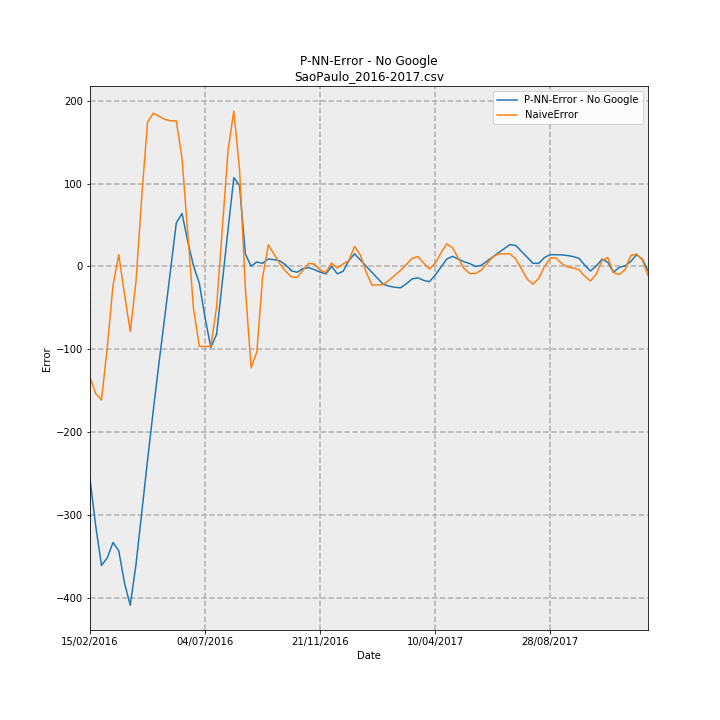 P-NN-Error - No Google
SaoPaulo_2016-2017.csv
P-NN-Error - No Google
NaiveError
200
100
0
−100
−200
−300
−400
Error
15/02/2016
04/07/2016
21/11/2016
10/04/2017
28/08/2017
Date